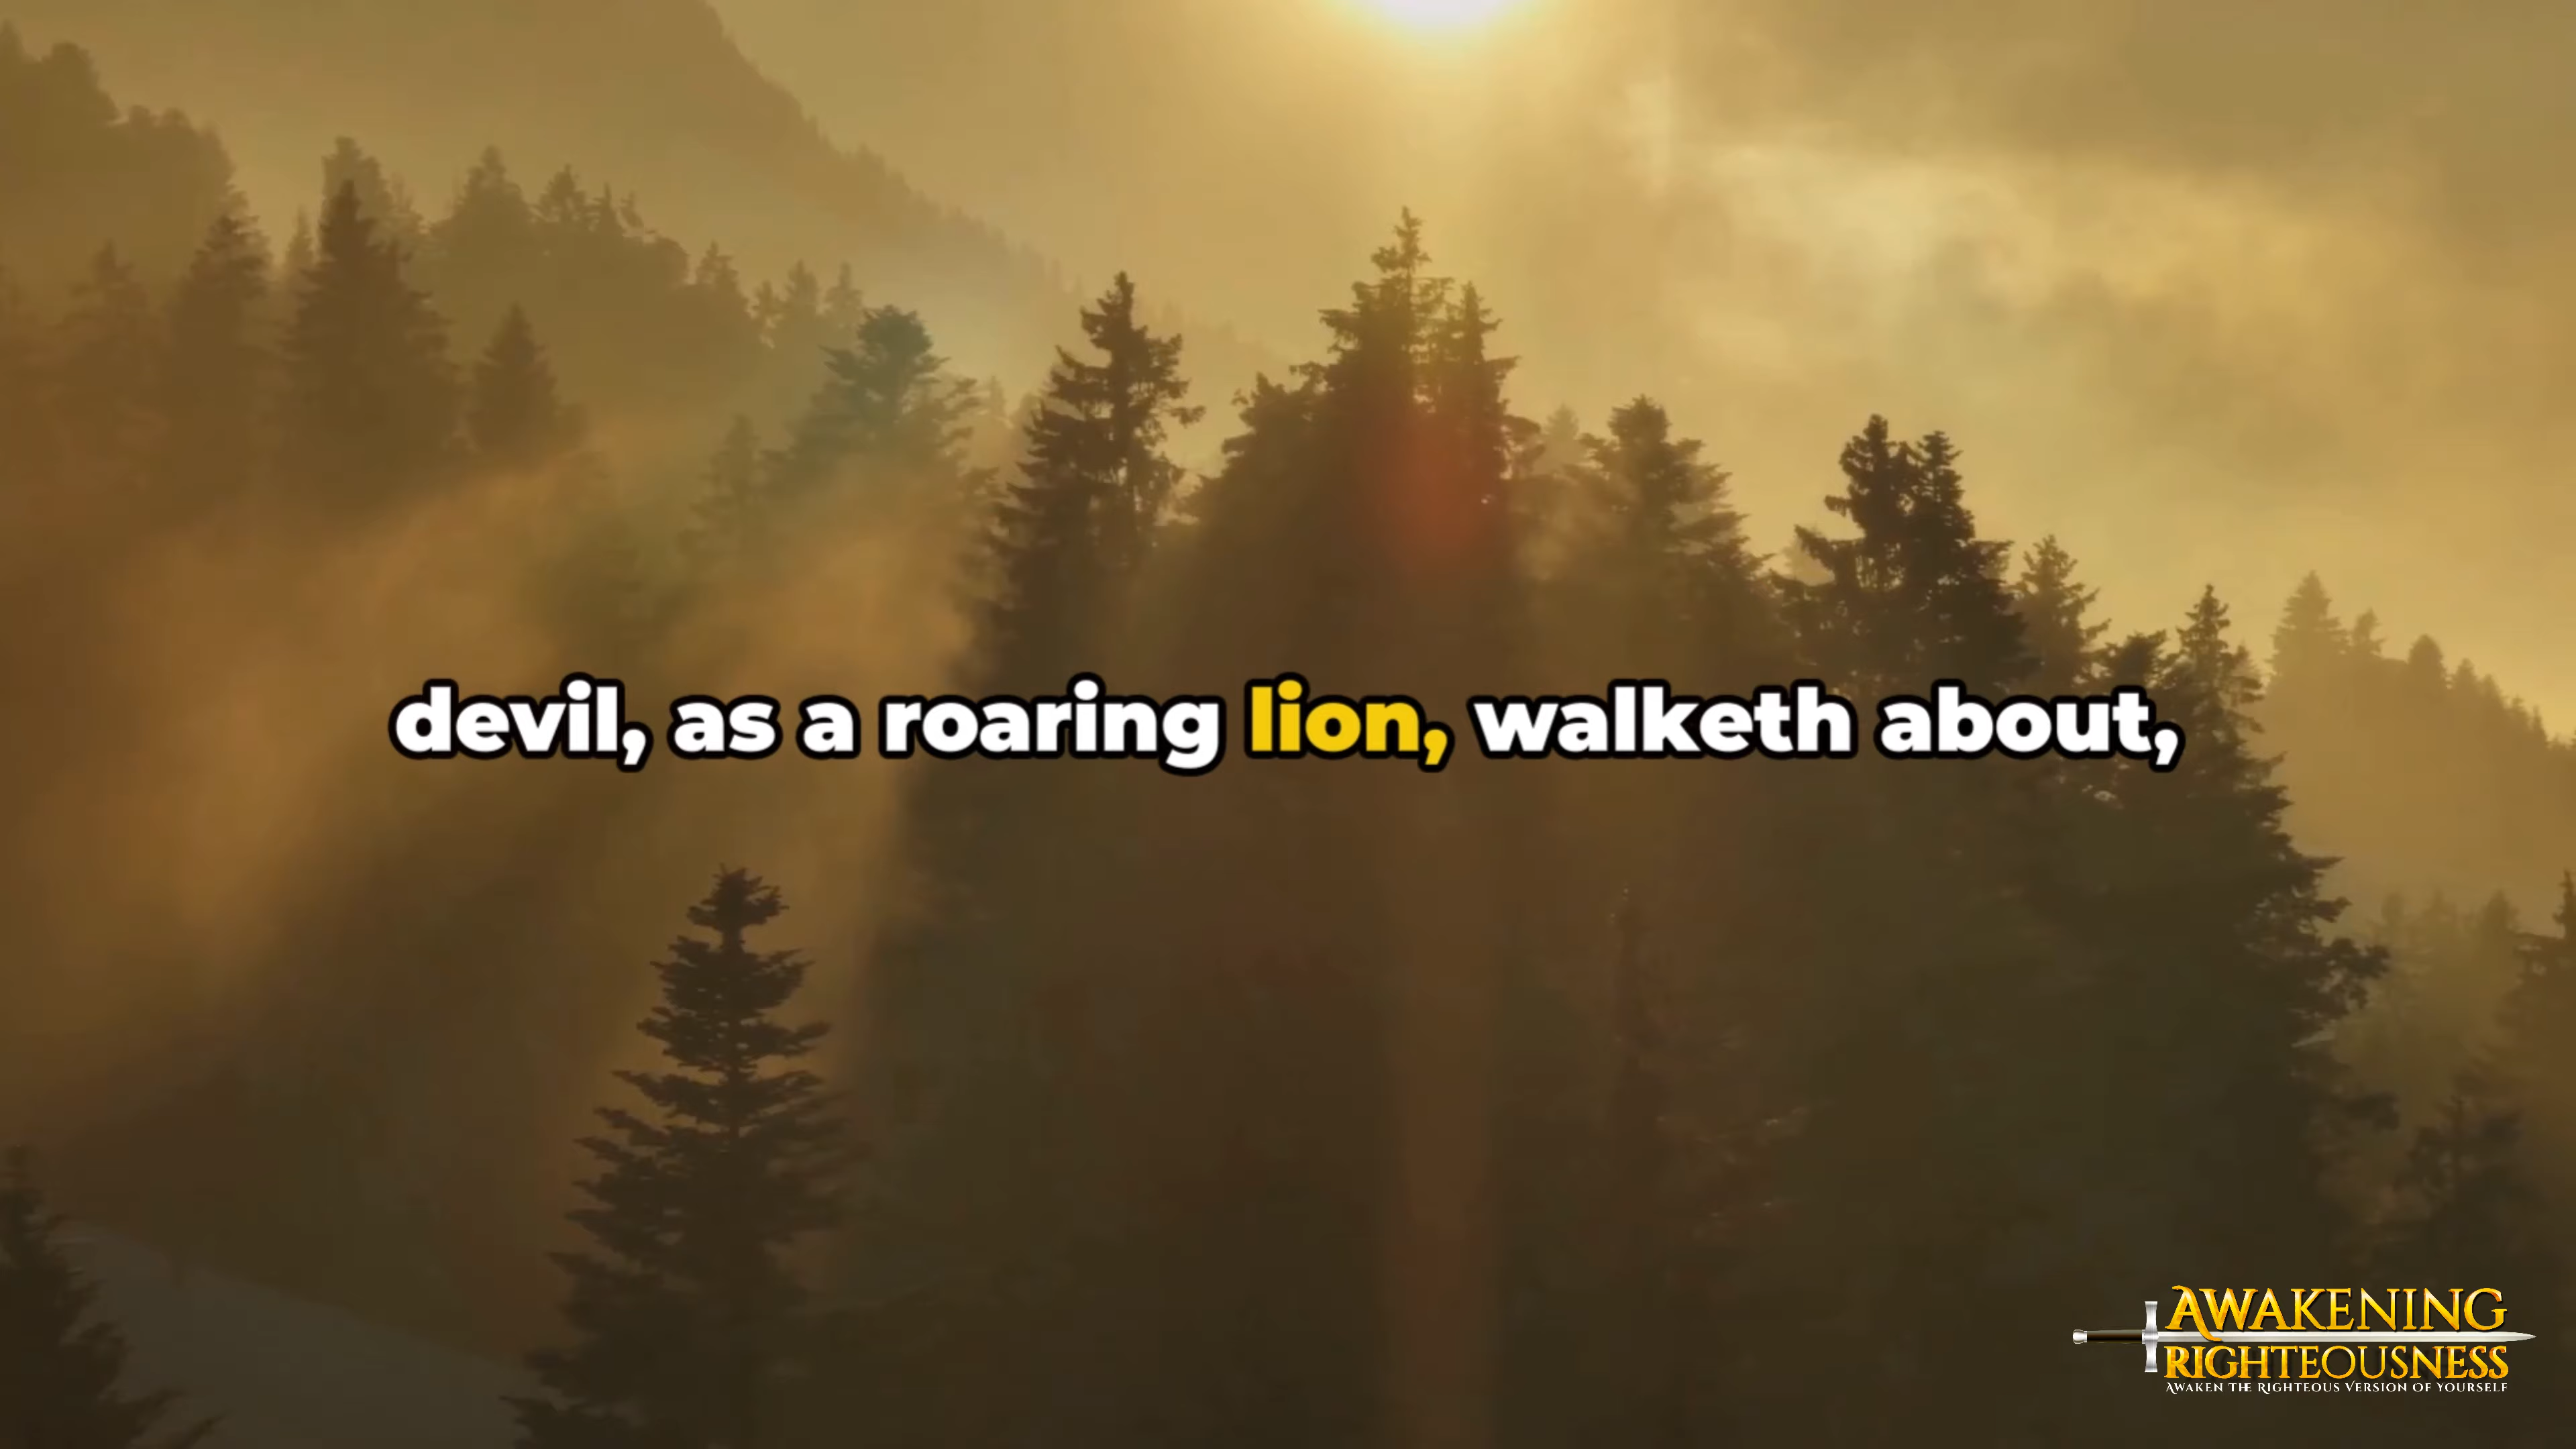 devil, as a roaring lion, walketh about,
AWAKENING
RIGHTEOUSNESS
AWAKEN THE RIGHTEOUS VERSION OF YOURSELF